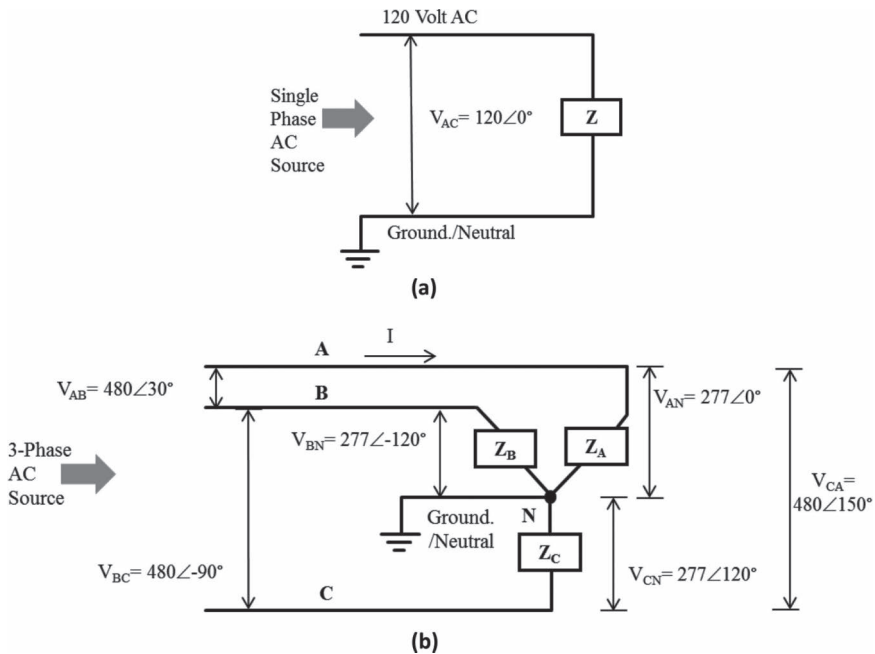 120 Volt AC
Single
Phase
AC
Source
V_AC= 120∠0°
Z
Ground./Neutral
(a)
A
I
V_AB= 480∠30°
B
V_AN= 277∠0°
V_BN= 277∠-120°
Z_B
Z_A
3-Phase
AC
Source
V_CA=
480∠150°
Ground.
/Neutral
N
Z_C
V_BC= 480∠-90°
V_CN= 277∠120°
C
(b)